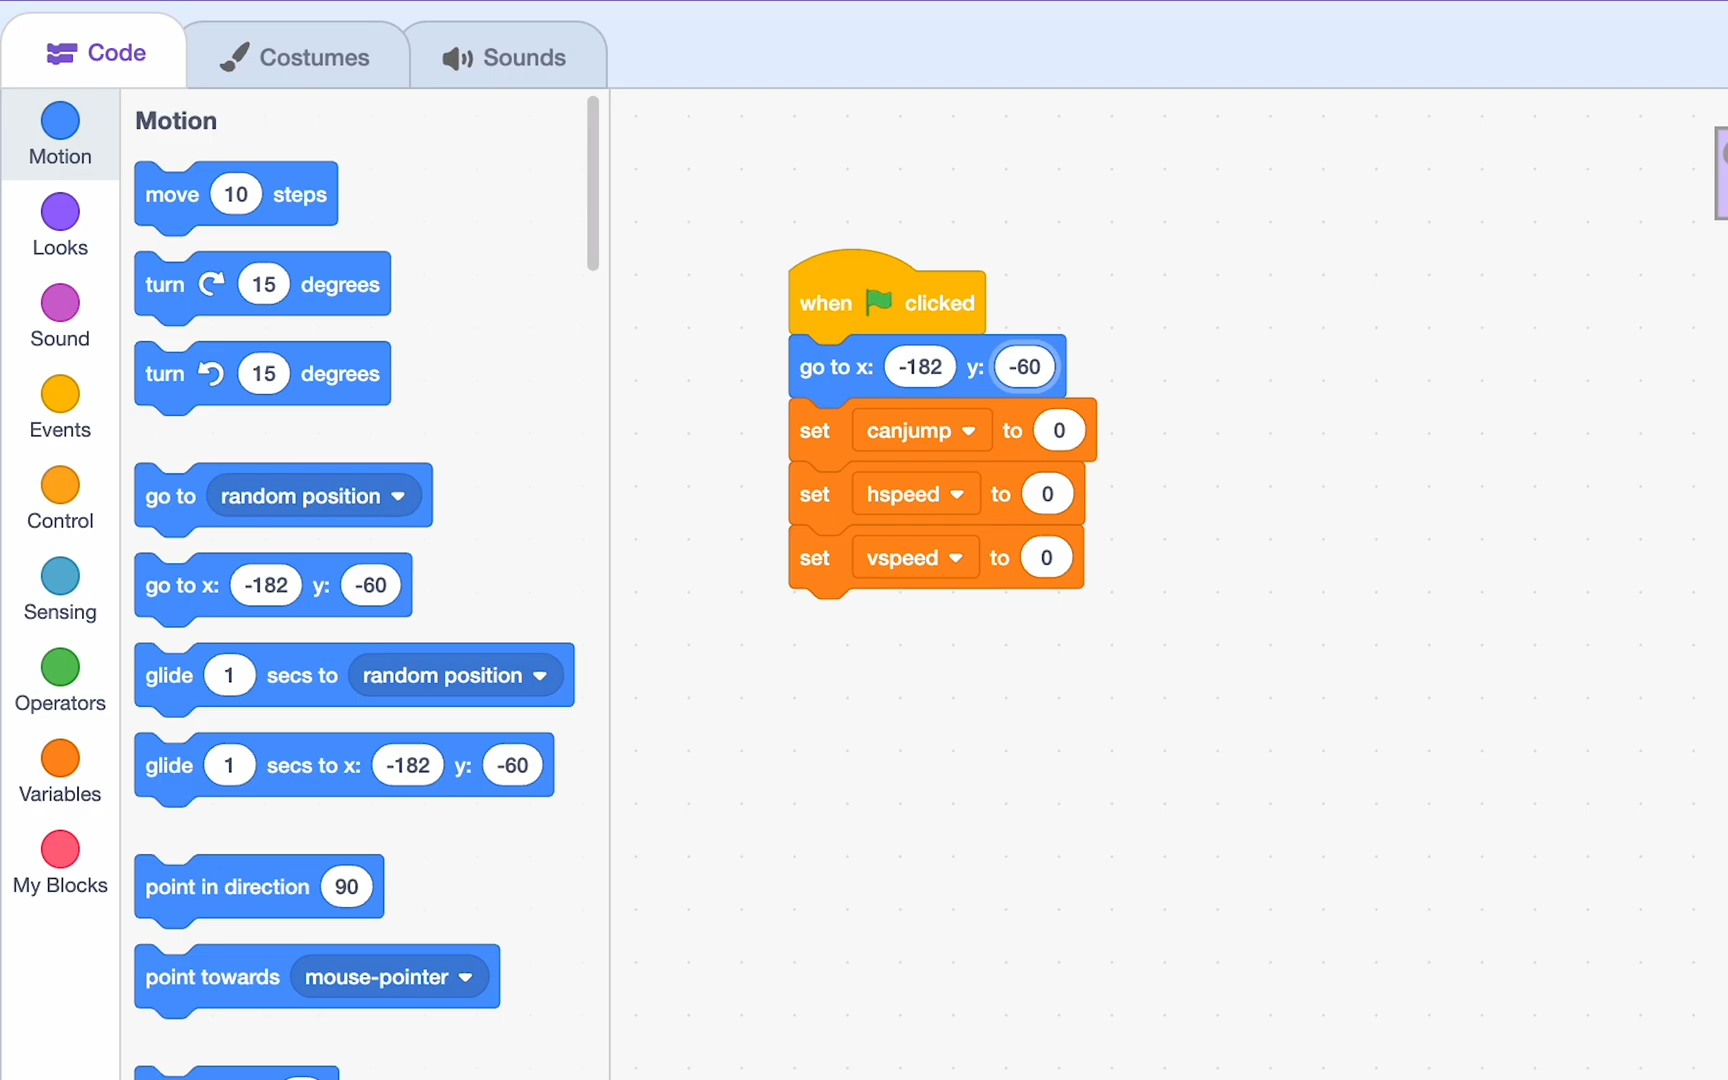 Code
Costumes
Sounds
Motion
Looks
Sound
Events
Control
Sensing
Operators
Variables
My Blocks
Motion
move 10 steps
turn 15 degrees
turn 15 degrees
go to random position
go to x: -182 y: -60
glide 1 secs to random position
glide 1 secs to x: -182 y: -60
point in direction 90
point towards mouse-pointer
when clicked
go to x: -182 y: -60
set canjump to 0
set hspeed to 0
set vspeed to 0